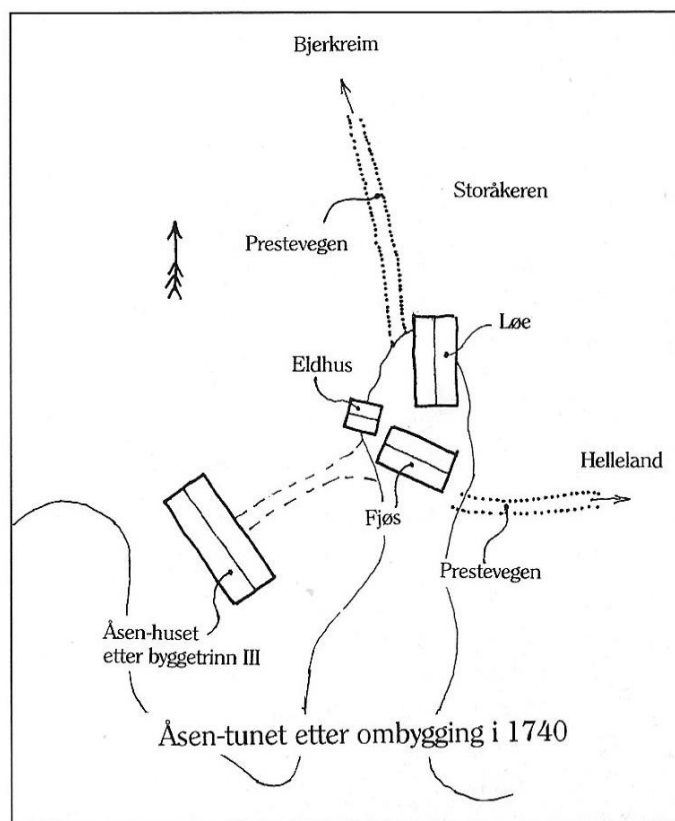 Bjerkreim
Storåkeren
Prestevegen
Løe
Eldhus
Helleland
Fjøs
Prestevegen
Åsen-huset
etter byggetrinn III
Åsen-tunet etter ombygging i 1740